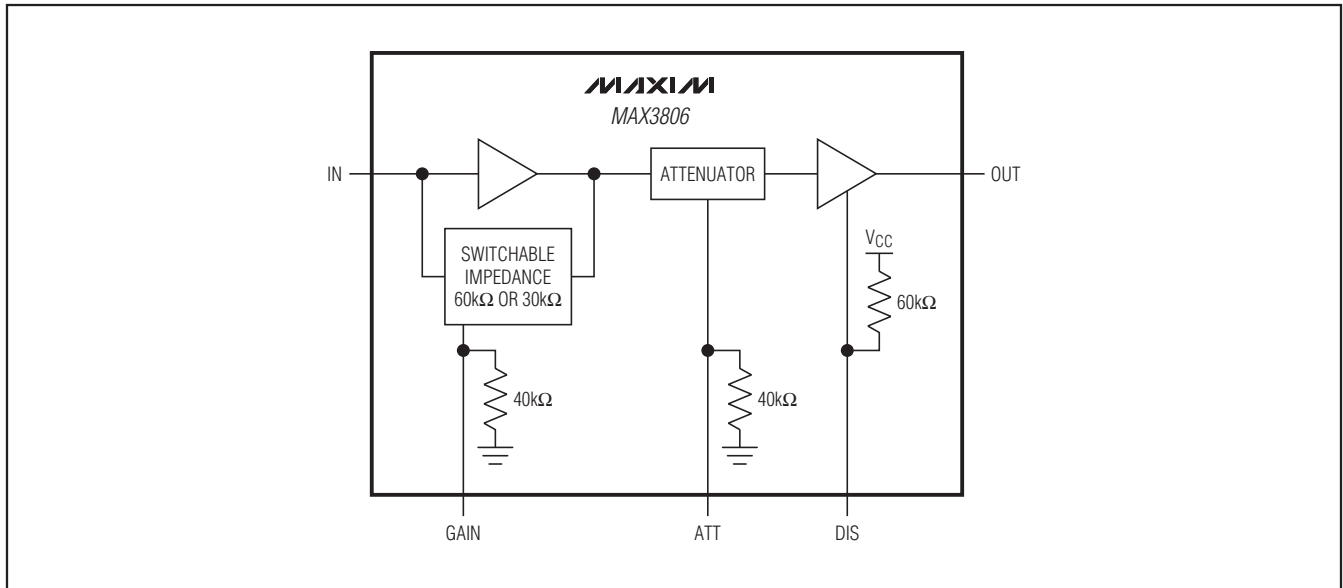 MAXIM
MAX3806
IN
ATTENUATOR
OUT
SWITCHABLE
IMPEDANCE
60kΩ OR 30kΩ
VCC
60kΩ
40kΩ
40kΩ
GAIN
ATT
DIS